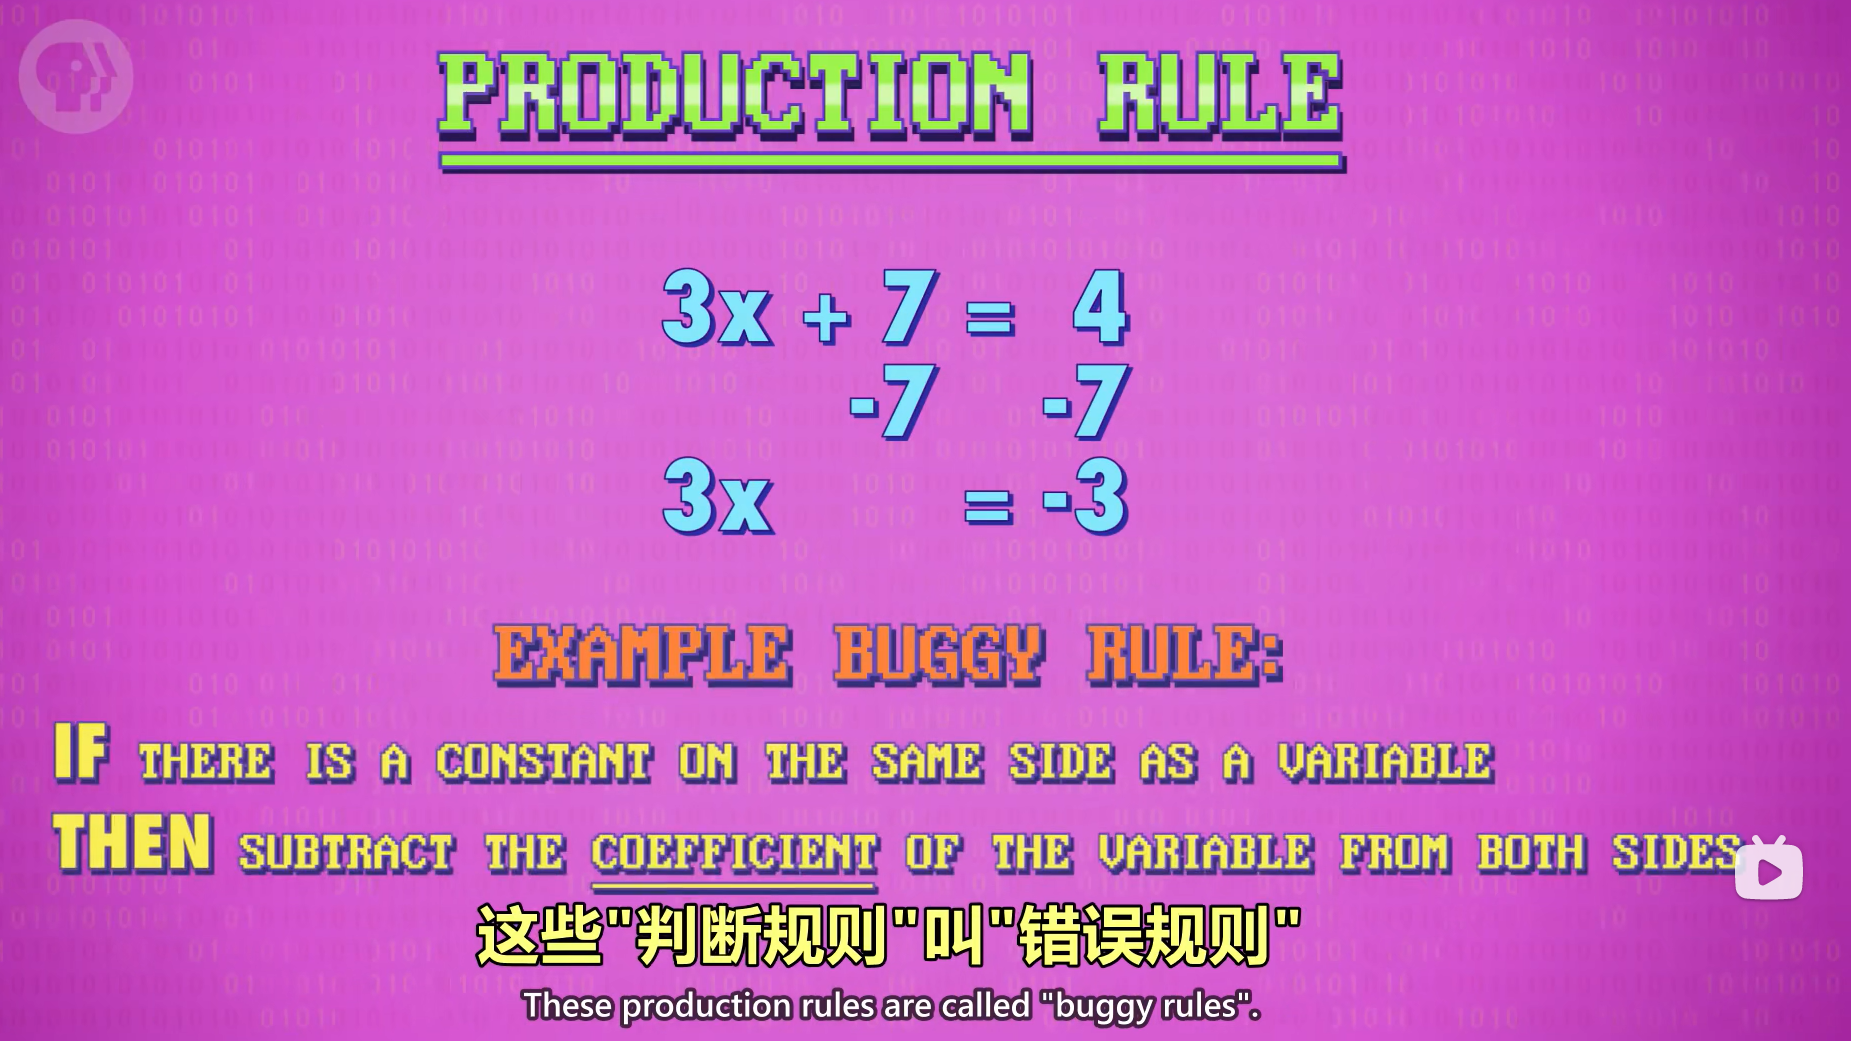 PRODUCTION RULE
3x + 7 = 4
-7 -7
3x = -3
EXAMPLE BUGGY RULE:
IF THERE IS A CONSTANT ON THE SAME SIDE AS A VARIABLE
THEN SUBTRACT THE COEFFICIENT OF THE VARIABLE FROM BOTH SIDES
这些"判断规则"叫"错误规则"
These production rules are called "buggy rules".